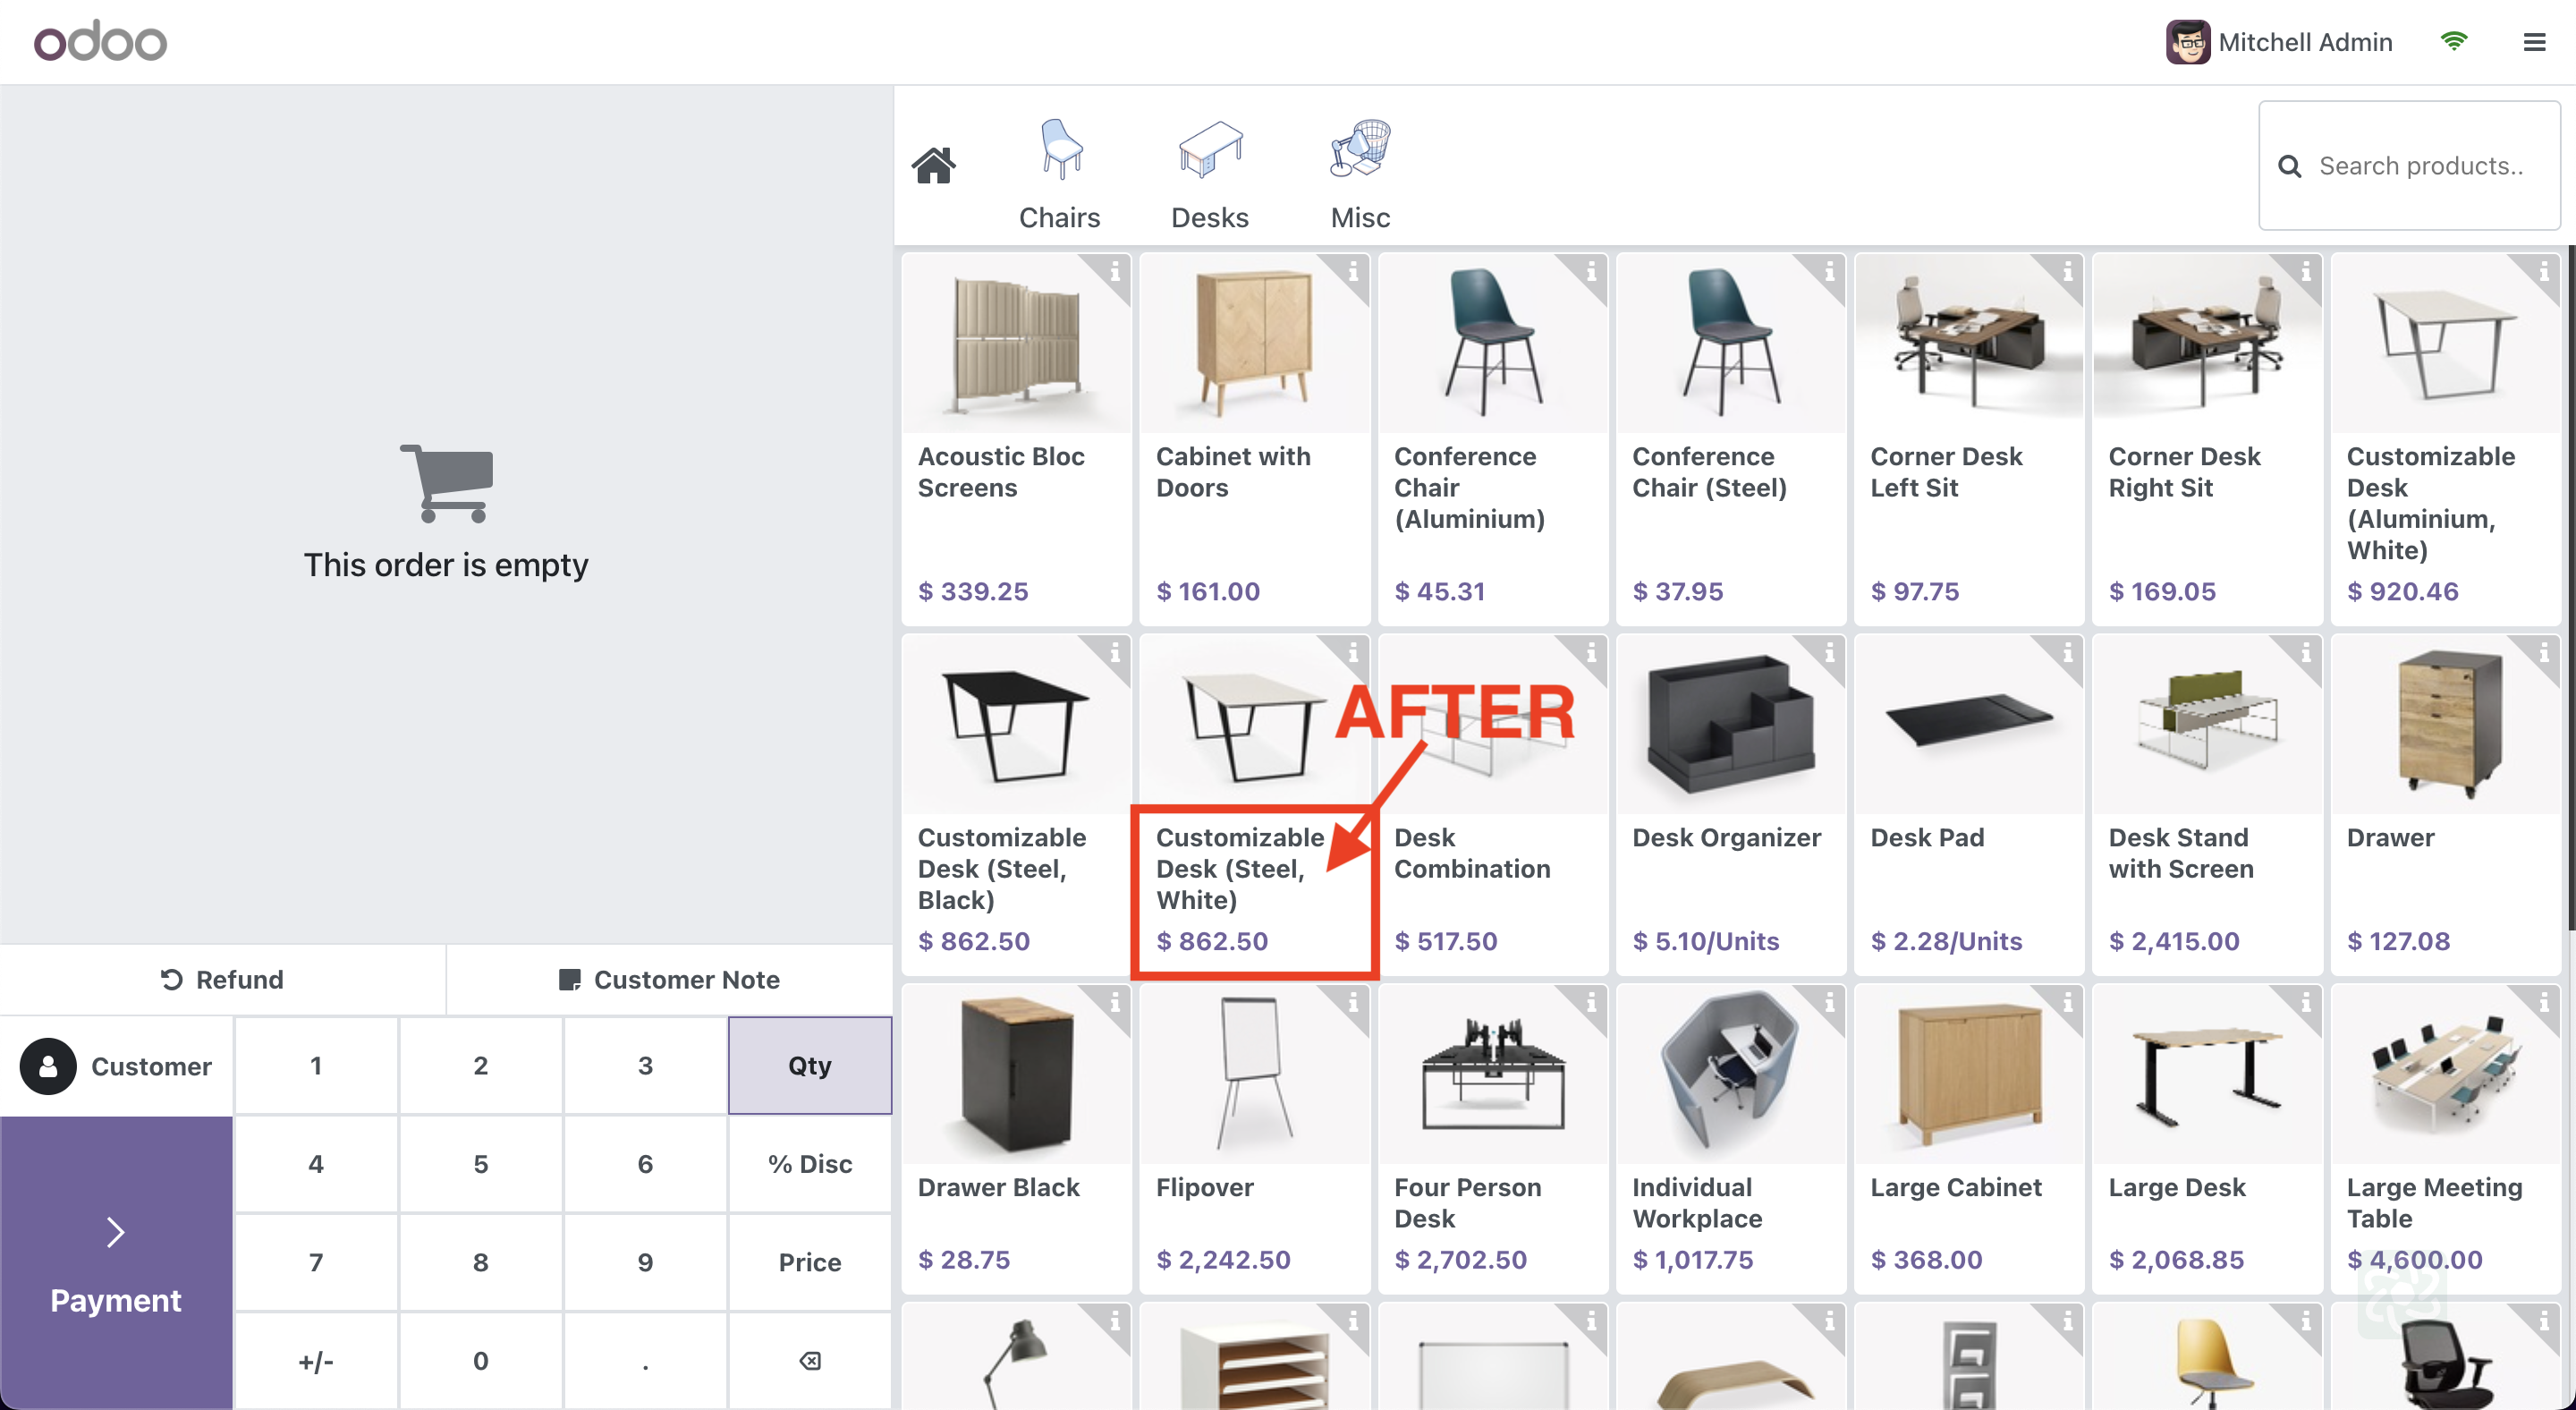 odoo
Mitchell Admin
Chairs
Desks
Misc
Search products..
Acoustic Bloc
Screens
$ 339.25
Cabinet with
Doors
$ 161.00
Conference
Chair
(Aluminium)
$ 45.31
Conference
Chair (Steel)
$ 37.95
Corner Desk
Left Sit
$ 97.75
Corner Desk
Right Sit
$ 169.05
Customizable
Desk
(Aluminium,
White)
$ 920.46
This order is empty
AFTER
Customizable
Desk (Steel,
Black)
$ 862.50
Customizable
Desk (Steel,
White)
$ 862.50
Desk
Combination
$ 517.50
Desk Organizer
$ 5.10/Units
Desk Pad
$ 2.28/Units
Desk Stand
with Screen
$ 2,415.00
Drawer
$ 127.08
Drawer Black
$ 28.75
Flipover
$ 2,242.50
Four Person
Desk
$ 2,702.50
Individual
Workplace
$ 1,017.75
Large Cabinet
$ 368.00
Large Desk
$ 2,068.85
Large Meeting
Table
$ 4,600.00
Refund
Customer Note
Customer
1
2
3
Qty
4
5
6
% Disc
7
8
9
Price
Payment
+/-
0
.